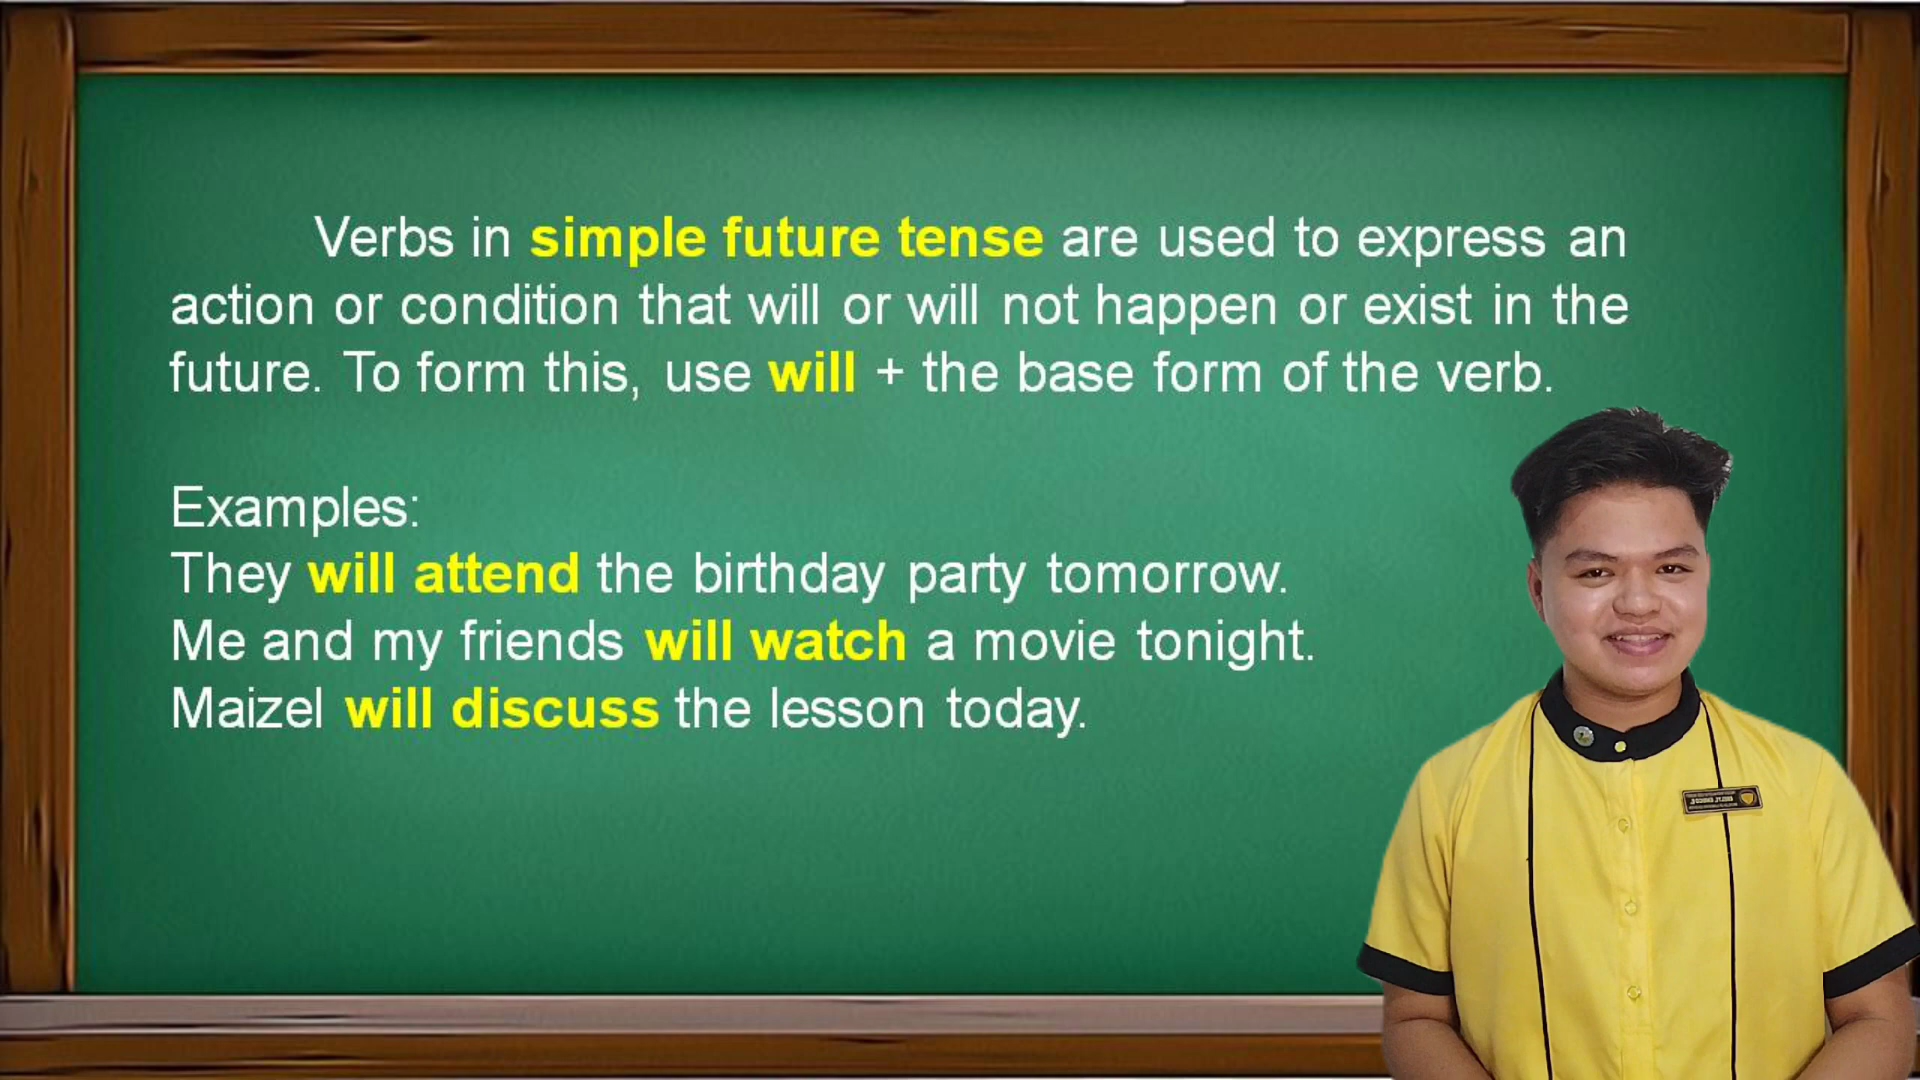 Verbs in simple future tense are used to express an
action or condition that will or will not happen or exist in the
future. To form this, use will + the base form of the verb.
Examples:
They will attend the birthday party tomorrow.
Me and my friends will watch a movie tonight.
Maizel will discuss the lesson today.